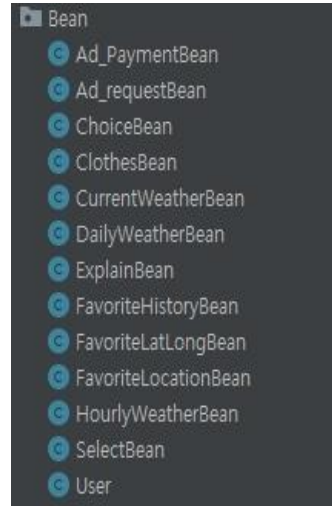 Bean
Ad_PaymentBean
Ad_requestBean
ChoiceBean
ClothesBean
CurrentWeatherBean
DailyWeatherBean
ExplainBean
FavoriteHistoryBean
FavoriteLatLongBean
FavoriteLocationBean
HourlyWeatherBean
SelectBean
User